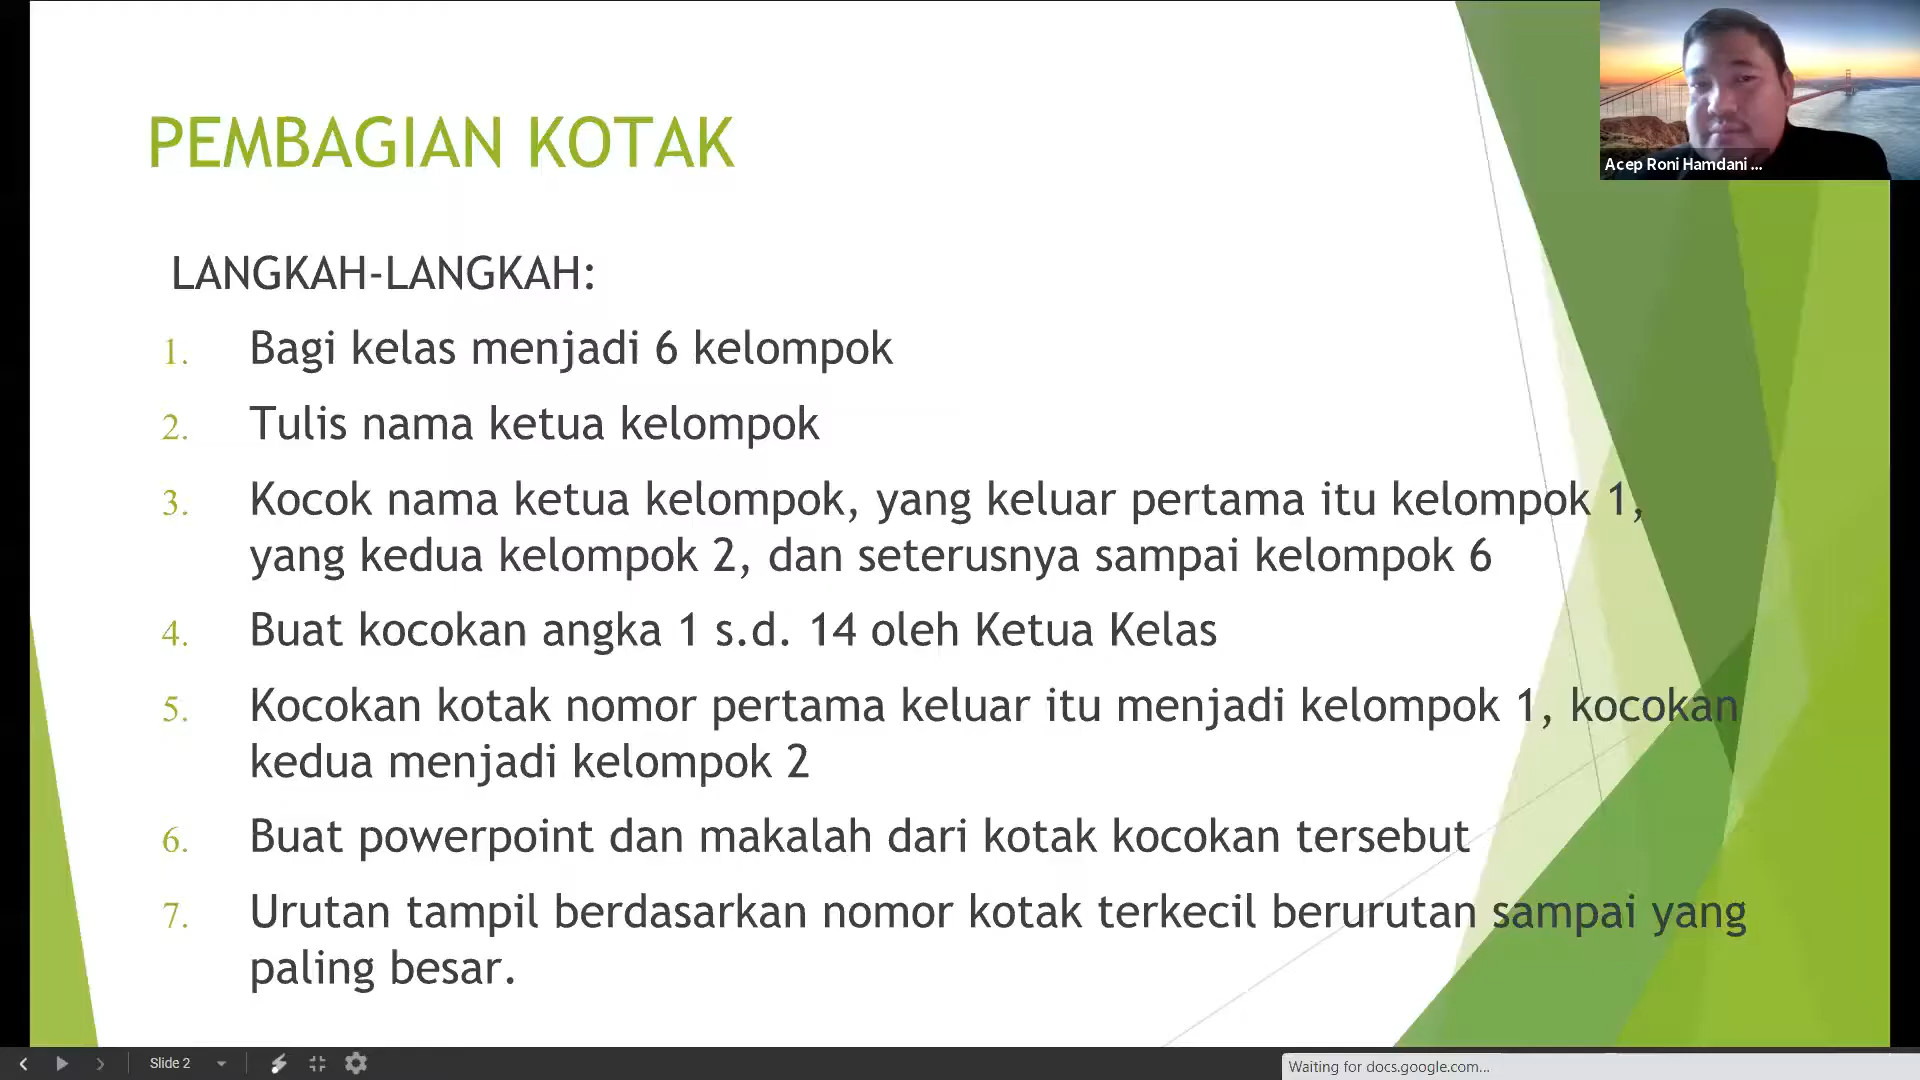 PEMBAGIAN KOTAK
Acep Roni Hamdani ...
LANGKAH-LANGKAH:
1. Bagi kelas menjadi 6 kelompok
2. Tulis nama ketua kelompok
3. Kocok nama ketua kelompok, yang keluar pertama itu kelompok 1,
yang kedua kelompok 2, dan seterusnya sampai kelompok 6
4. Buat kocokan angka 1 s.d. 14 oleh Ketua Kelas
5. Kocokan kotak nomor pertama keluar itu menjadi kelompok 1, kocokan
kedua menjadi kelompok 2
6. Buat powerpoint dan makalah dari kotak kocokan tersebut
7. Urutan tampil berdasarkan nomor kotak terkecil berurutan sampai yang
paling besar.
Slide 2
Waiting for docs.google.com...